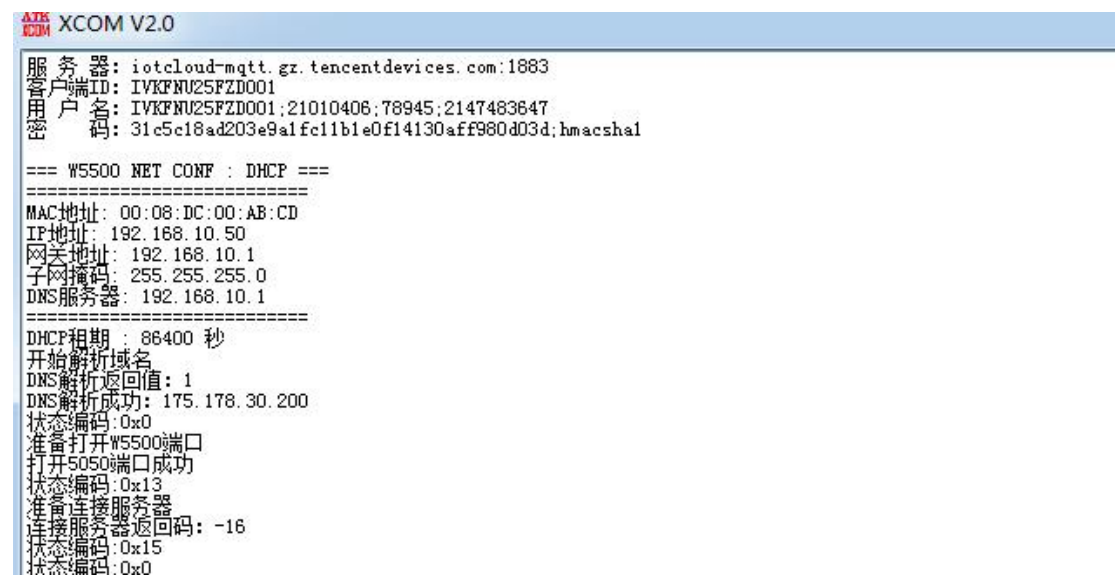 ATK XCOM XCOM V2.0
服 务 器: iotcloud-mqtt.gz.tencentdevices.com:1883
客户端ID: IVKFNU25FZD001
用 户 名: IVKFNU25FZD001;21010406;78945;2147483647
密    码: 31c5c18ad203e9a1fc11b1e0f14130aff980d03d;hmacsha1
=== W5500 NET CONF : DHCP ===
===========================
MAC地址: 00:08:DC:00:AB:CD
IP地址: 192.168.10.50
网关地址: 192.168.10.1
子网掩码: 255.255.255.0
DNS服务器: 192.168.10.1
===========================
DHCP租期 : 86400 秒
开始解析域名
DNS解析返回值: 1
DNS解析成功: 175.178.30.200
状态编码:0x0
准备打开W5500端口
打开5050端口成功
状态编码:0x13
准备连接服务器
连接服务器返回码: -16
状态编码:0x15
状态编码:0x0